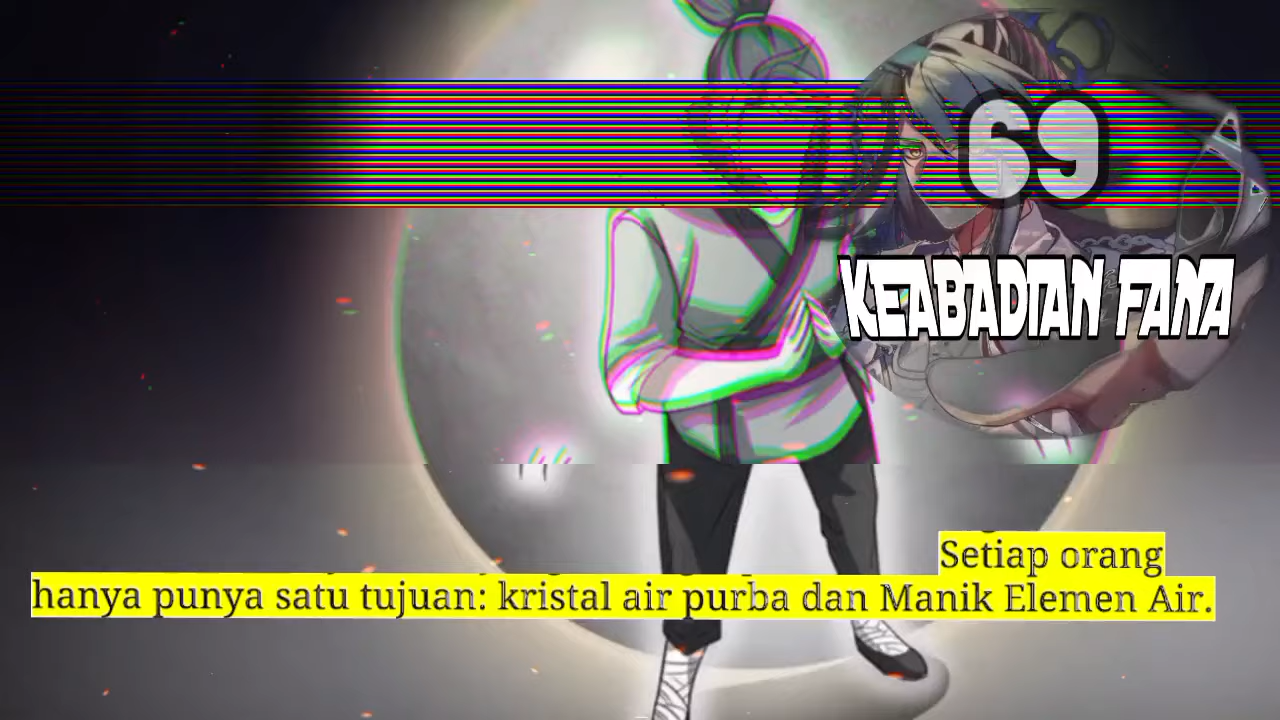 69
KEABADIAN FANA
Setiap orang
hanya punya satu tujuan: kristal air purba dan Manik Elemen Air.